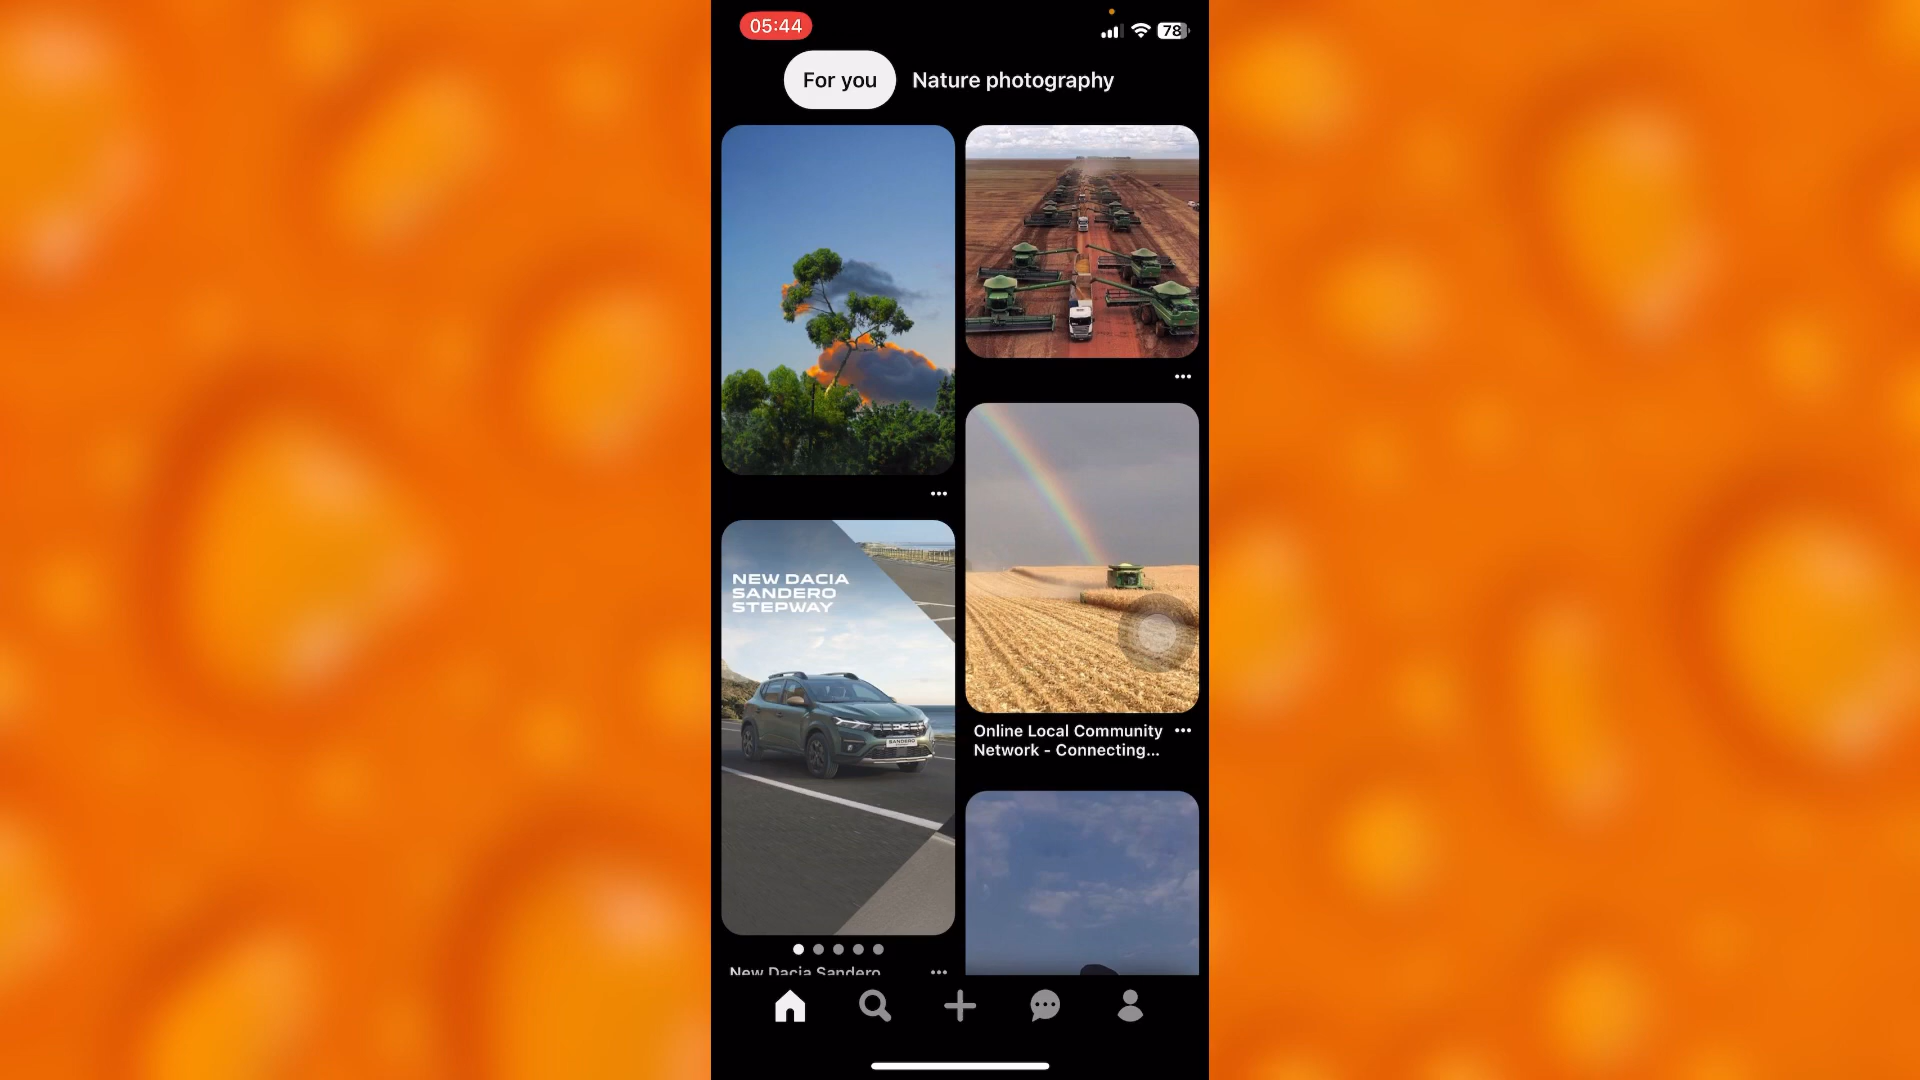 05:44
78
For you
Nature photography
NEW DACIA
SANDERO
STEPWAY
SANDERO
Online Local Community
Network - Connecting...
New Dacia Sandero